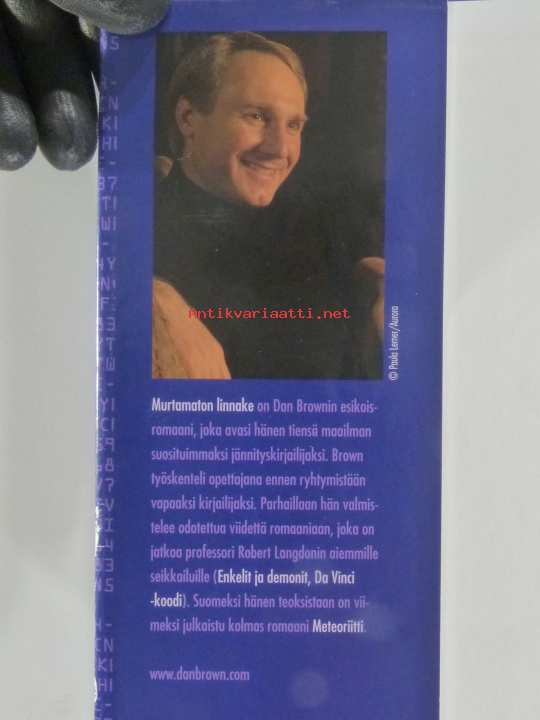 antikvariaatti.net
© Paula Lerner/Aurora
Murtamaton linnake on Dan Brownin esikois-
romaani, joka avasi hänen tiensä maailman
suosituimmaksi jännityskirjailijaksi. Brown
työskenteli opettajana ennen ryhtymistään
vapaaksi kirjailijaksi. Parhaillaan hän valmis-
telee odotettua viidettä romaaniaan, joka on
jatkoa professori Robert Langdonin aiemmille
seikkailuille (Enkelit ja demonit, Da Vinci
-koodi). Suomeksi hänen teoksistaan on vii-
meksi julkaistu kolmas romaani Meteoriitti.
www.danbrown.com